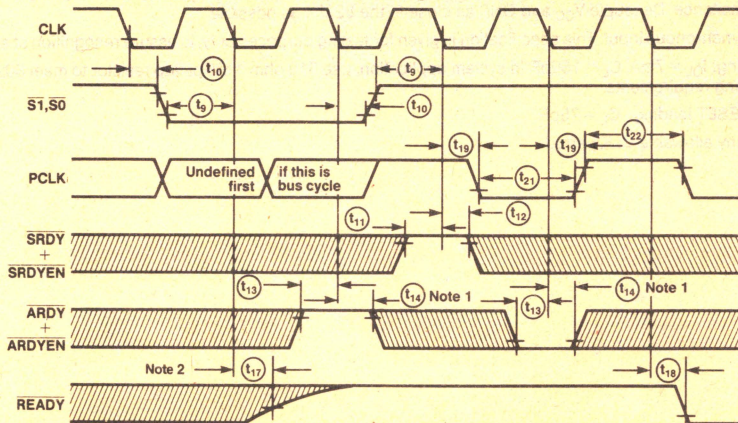 CLK
t10
t9
S1,S0
t9
t10
t19
t19
t22
PCLK
Undefined if this is
first bus cycle
t21
t11
t12
SRDY
+
SRDYEN
t13
t14 Note 1
t13
t14 Note 1
ARDY
+
ARDYEN
Note 2
t17
t18
READY